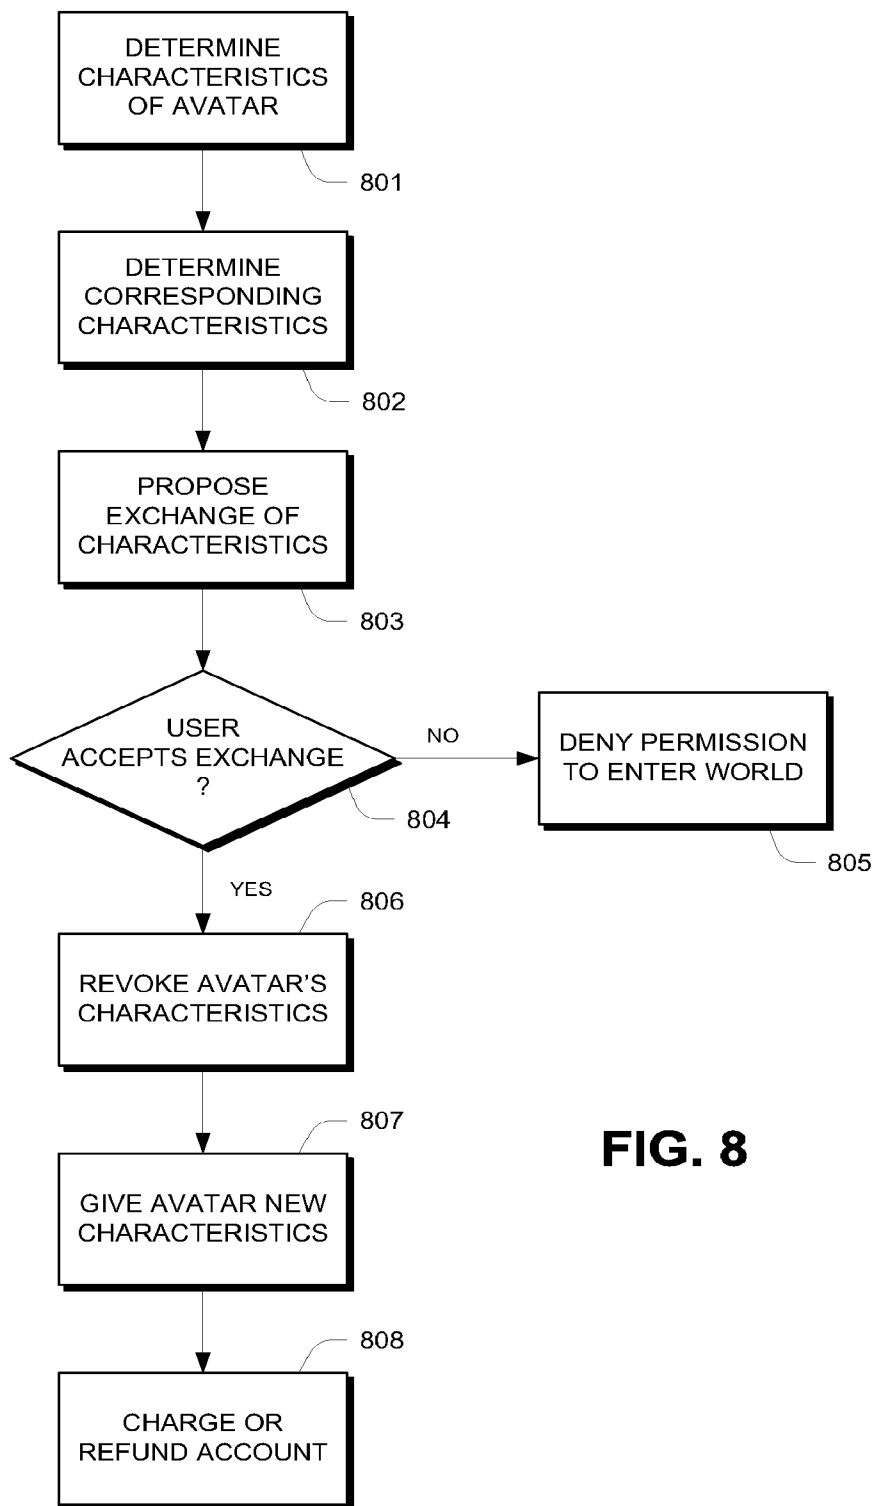 DETERMINE
CHARACTERISTICS
OF AVATAR
801
DETERMINE
CORRESPONDING
CHARACTERISTICS
802
PROPOSE
EXCHANGE OF
CHARACTERISTICS
803
USER
ACCEPTS EXCHANGE
?
804
NO
DENY PERMISSION
TO ENTER WORLD
805
YES
806
REVOKE AVATAR'S
CHARACTERISTICS
807
GIVE AVATAR NEW
CHARACTERISTICS
FIG. 8
808
CHARGE OR
REFUND ACCOUNT